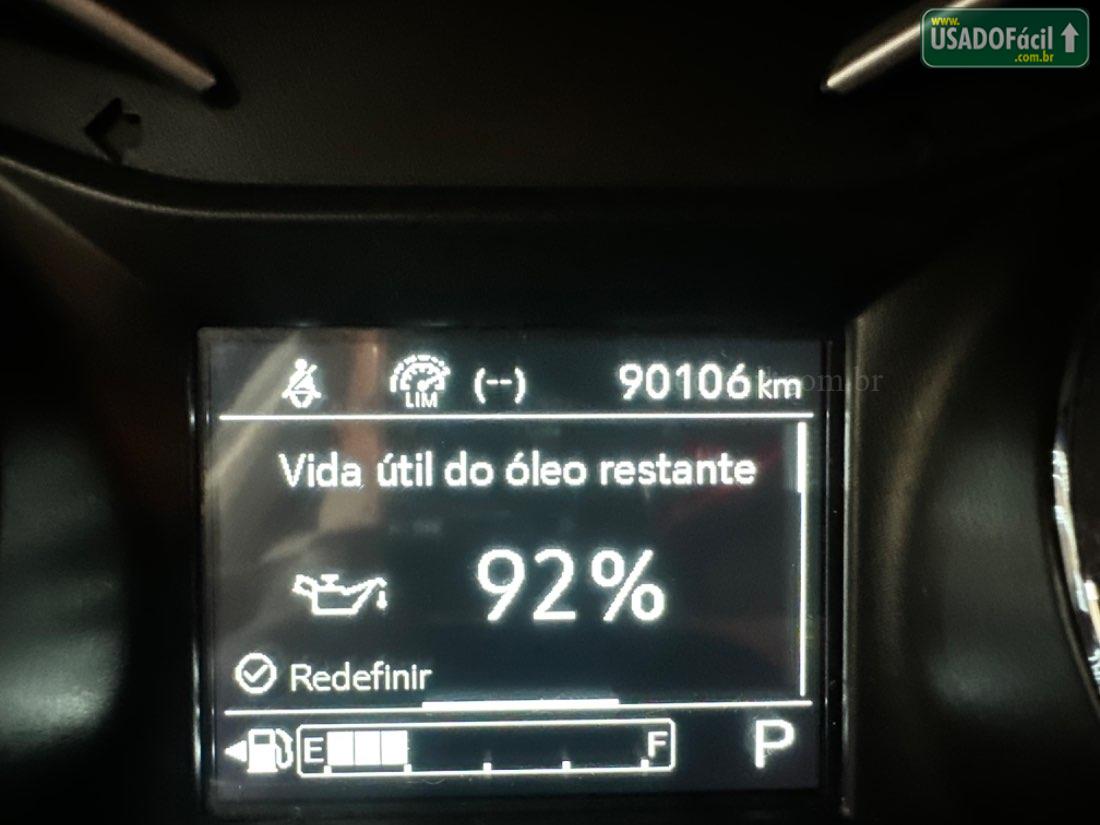 www.
USADOFácil
.com.br
LIM (--) 90106 km
Vida útil do óleo restante
92%
Redefinir
E F P